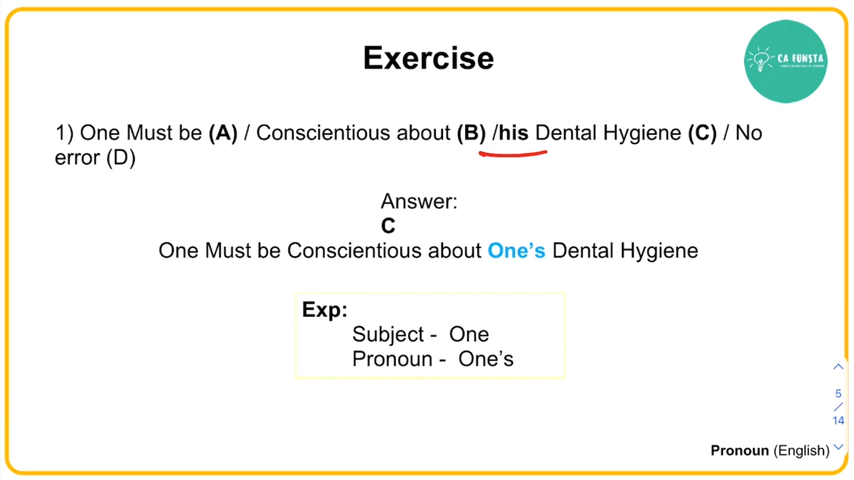 Exercise
CA FUNSTA
1) One Must be (A) / Conscientious about (B) /his Dental Hygiene (C) / No
error (D)
Answer:
C
One Must be Conscientious about One's Dental Hygiene
Exp:
Subject - One
Pronoun - One's
5
/
14
Pronoun (English)